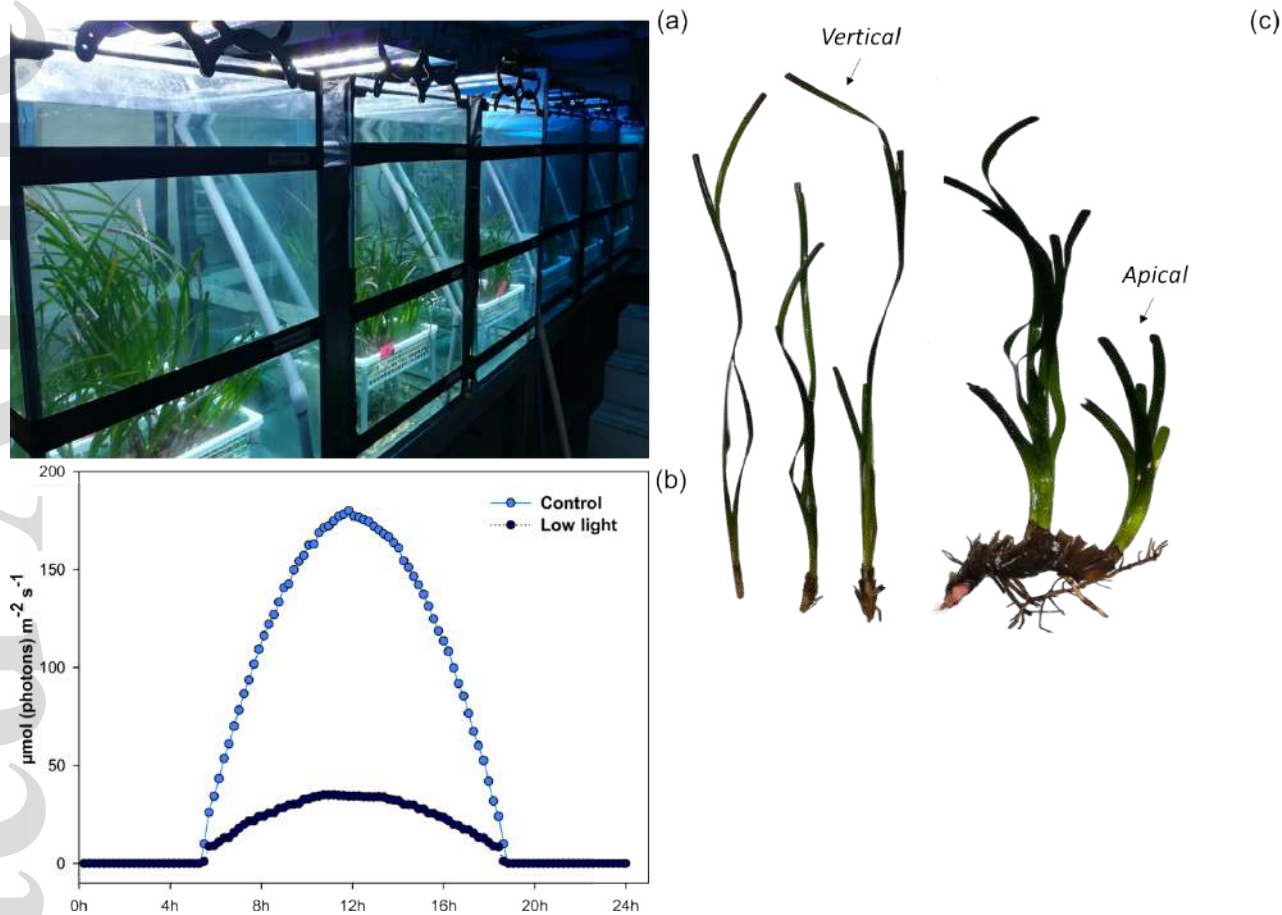 (a)
Vertical
(c)
Apical
(b)
200
Control
Low light
150
100
50
0
µmol (photons) m⁻² s⁻¹
0h
4h
8h
12h
16h
20h
24h